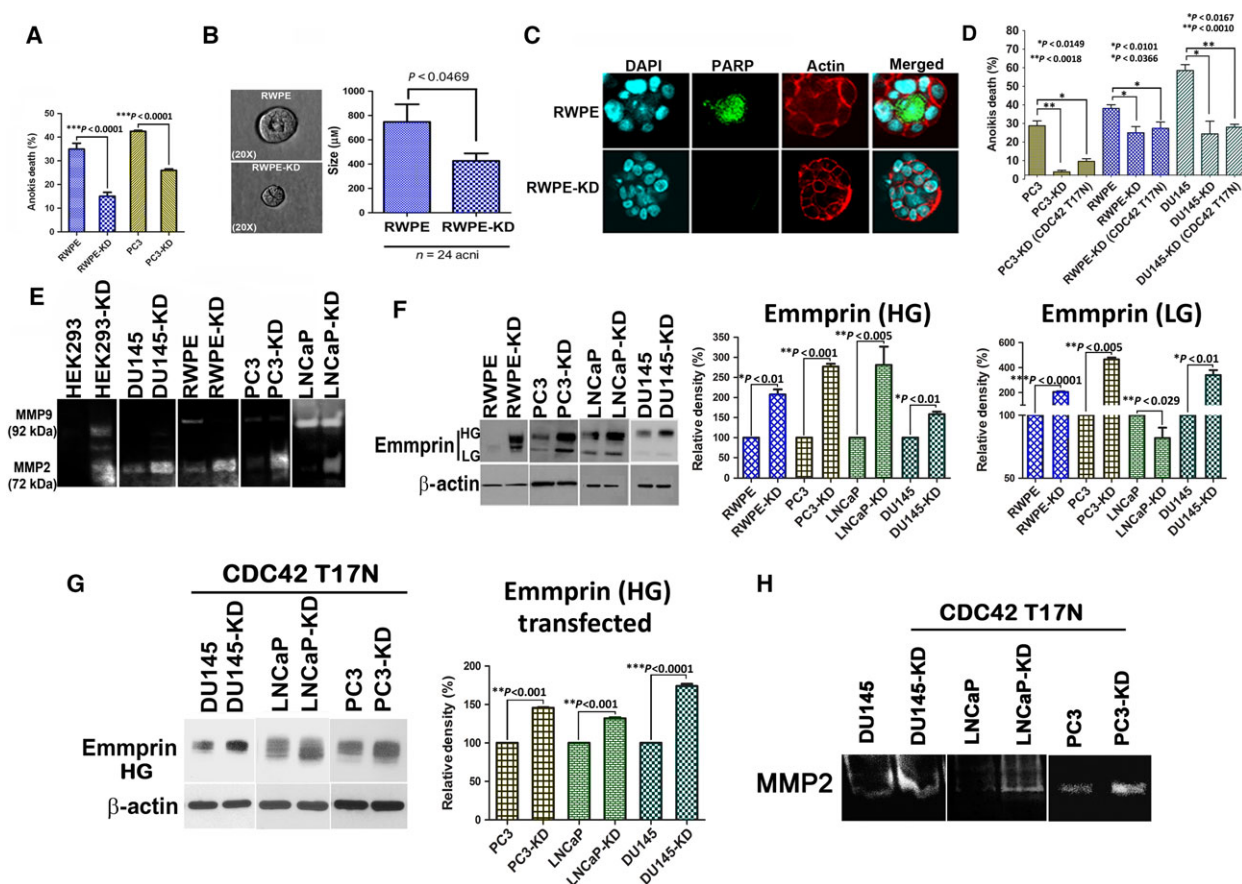 A
***P<0.0001
***P<0.0001
Anoikis death (%)
50
40
30
20
10
0
RWPE
RWPE-KD
PC3
PC3-KD
B
RWPE
(20X)
RWPE-KD
(20X)
P < 0.0469
Size (μM)
1000
800
600
400
200
0
RWPE RWPE-KD
n = 24 acni
C
DAPI PARP Actin Merged
RWPE
RWPE-KD
D
*P<0.0149
**P<0.0018
*P<0.0101
*P<0.0366
*P<0.0167
**P<0.0010
** * * * * **
Anoikis death (%)
80
70
60
50
40
30
20
10
0
PC3
PC3-KD
PC3-KD (CDC42 T17N)
RWPE
RWPE-KD
RWPE-KD (CDC42 T17N)
DU145
DU145-KD
DU145-KD (CDC42 T17N)
E
HEK293
HEK293-KD
DU145
DU145-KD
RWPE
RWPE-KD
PC3
PC3-KD
LNCaP
LNCaP-KD
MMP9
(92 kDa)
MMP2
(72 kDa)
F
RWPE
RWPE-KD
PC3
PC3-KD
LNCaP
LNCaP-KD
DU145
DU145-KD
Emmprin
HG
LG
β-actin
Emmprin (HG)
Relative density (%)
350
300
250
200
150
100
50
0
*P<0.01
**P<0.001
**P<0.005
*P<0.01
RWPE
RWPE-KD
PC3
PC3-KD
LNCaP
LNCaP-KD
DU145
DU145-KD
Emmprin (LG)
Relative density (%)
600
400
200
100
50
***P<0.0001
**P<0.005
**P<0.029
*P<0.01
RWPE
RWPE-KD
PC3
PC3-KD
LNCaP
LNCaP-KD
DU145
DU145-KD
G
CDC42 T17N
DU145
DU145-KD
LNCaP
LNCaP-KD
PC3
PC3-KD
Emmprin
HG
β-actin
Emmprin (HG)
transfected
Relative density (%)
200
150
100
50
0
**P<0.001
**P<0.001
***P<0.0001
PC3
PC3-KD
LNCaP
LNCaP-KD
DU145
DU145-KD
H
CDC42 T17N
DU145
DU145-KD
LNCaP
LNCaP-KD
PC3
PC3-KD
MMP2